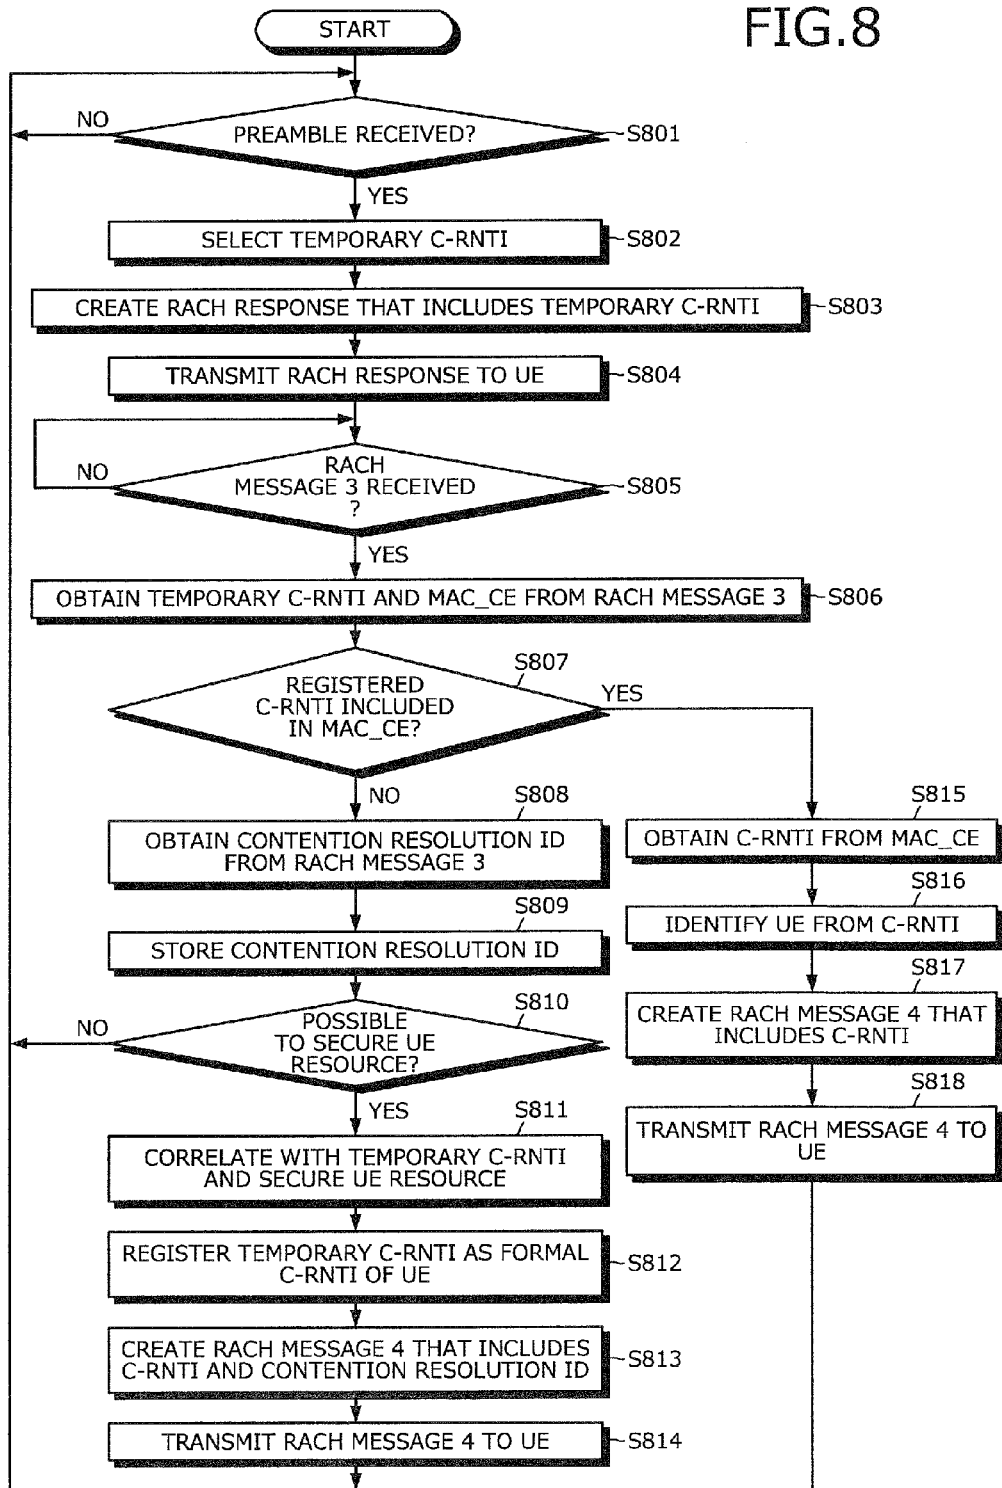 FIG.8
START
NO
PREAMBLE RECEIVED?
S801
YES
SELECT TEMPORARY C-RNTI
S802
CREATE RACH RESPONSE THAT INCLUDES TEMPORARY C-RNTI
S803
TRANSMIT RACH RESPONSE TO UE
S804
NO
RACH
MESSAGE 3 RECEIVED
?
S805
YES
OBTAIN TEMPORARY C-RNTI AND MAC_CE FROM RACH MESSAGE 3
S806
S807
REGISTERED
C-RNTI INCLUDED
IN MAC_CE?
YES
NO
S808
OBTAIN CONTENTION RESOLUTION ID
FROM RACH MESSAGE 3
S809
STORE CONTENTION RESOLUTION ID
S810
NO
POSSIBLE
TO SECURE UE
RESOURCE?
YES
S811
CORRELATE WITH TEMPORARY C-RNTI
AND SECURE UE RESOURCE
REGISTER TEMPORARY C-RNTI AS FORMAL
C-RNTI OF UE
S812
CREATE RACH MESSAGE 4 THAT INCLUDES
C-RNTI AND CONTENTION RESOLUTION ID
S813
TRANSMIT RACH MESSAGE 4 TO UE
S814
S815
OBTAIN C-RNTI FROM MAC_CE
S816
IDENTIFY UE FROM C-RNTI
S817
CREATE RACH MESSAGE 4 THAT
INCLUDES C-RNTI
S818
TRANSMIT RACH MESSAGE 4 TO
UE